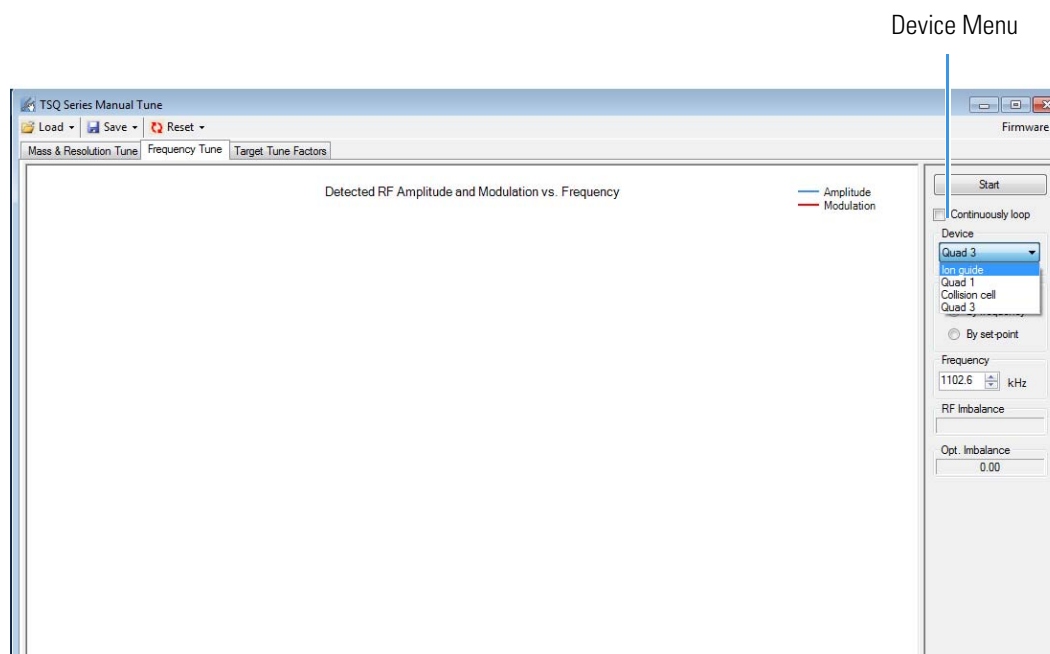 Device Menu
TSQ Series Manual Tune
Load Save Reset Firmware
Mass & Resolution Tune Frequency Tune Target Tune Factors
Detected RF Amplitude and Modulation vs. Frequency
Amplitude
Modulation
Start
Continuously loop
Device
Quad 3
Ion guide
Quad 1
Collision cell
Quad 3
By set-point
Frequency
1102.6 kHz
RF Imbalance
Opt. Imbalance
0.00